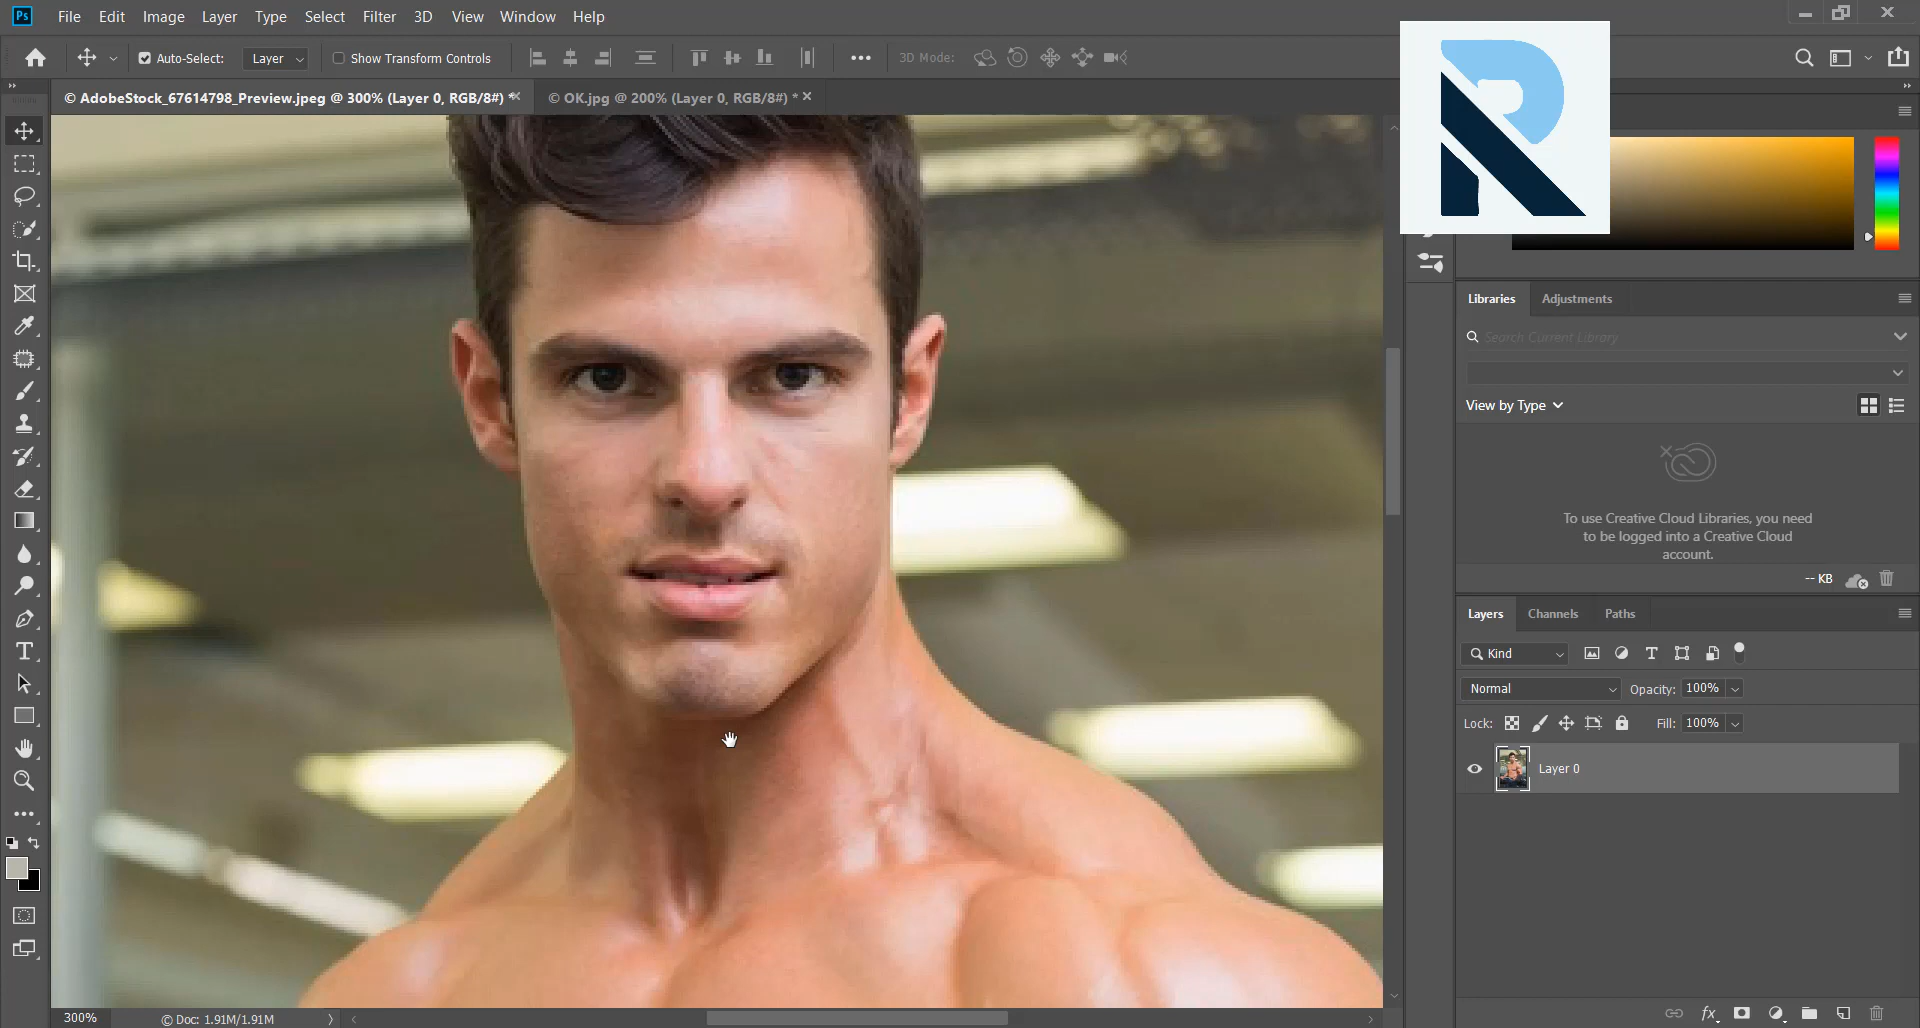 Ps File Edit Image Layer Type Select Filter 3D View Window Help
Auto-Select: Layer Show Transform Controls 3D Mode:
© AdobeStock_67614798_Preview.jpeg @ 300% (Layer 0, RGB/8#) * © OK.jpg @ 200% (Layer 0, RGB/8#) *
Libraries Adjustments
Search Current Library
View by Type
To use Creative Cloud Libraries, you need
to be logged into a Creative Cloud
account.
-- KB
Layers Channels Paths
Kind
Normal Opacity: 100%
Lock: Fill: 100%
Layer 0
300% © Doc: 1.91M/1.91M
fx